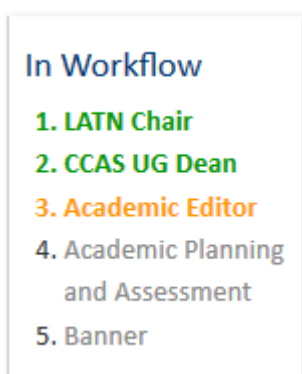 In Workflow
1. LATN Chair
2. CCAS UG Dean
3. Academic Editor
4. Academic Planning
and Assessment
5. Banner